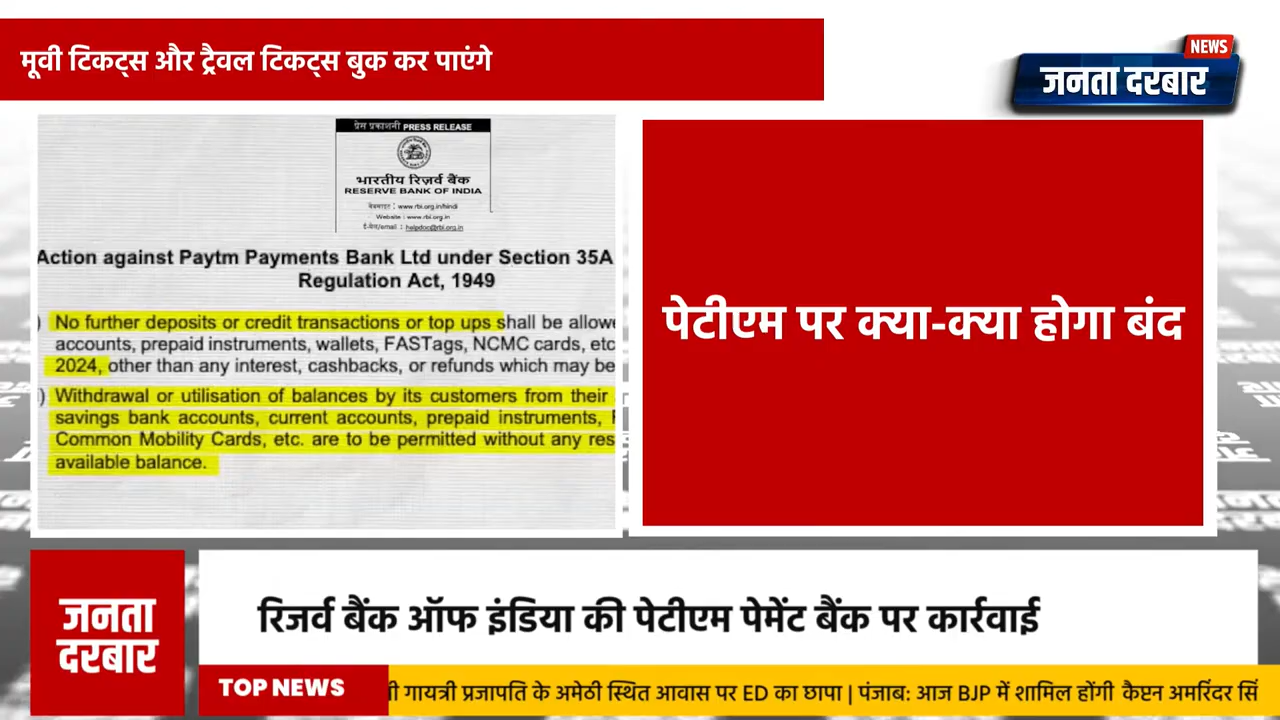 मूवी टिकट्स और ट्रैवल टिकट्स बुक कर पाएंगे
NEWS
जनता दरबार
प्रेस प्रकाशनी PRESS RELEASE
भारतीय रिज़र्व बैंक
RESERVE BANK OF INDIA
वेबसाइट : www.rbi.org.in/hindi
Website : www.rbi.org.in
ई-मेल/email : helpdoc@rbi.org.in
Action against Paytm Payments Bank Ltd under Section 35A
Regulation Act, 1949
) No further deposits or credit transactions or top ups shall be allowe
accounts, prepaid instruments, wallets, FASTags, NCMC cards, etc
2024, other than any interest, cashbacks, or refunds which may be
) Withdrawal or utilisation of balances by its customers from their
savings bank accounts, current accounts, prepaid instruments,
Common Mobility Cards, etc. are to be permitted without any res
available balance.
पेटीएम पर क्या-क्या होगा बंद
जनता
दरबार
रिजर्व बैंक ऑफ इंडिया की पेटीएम पेमेंट बैंक पर कार्रवाई
TOP NEWS
गायत्री प्रजापति के अमेठी स्थित आवास पर ED का छापा | पंजाब: आज BJP में शामिल होंगी कैप्टन अमरिंदर सिं